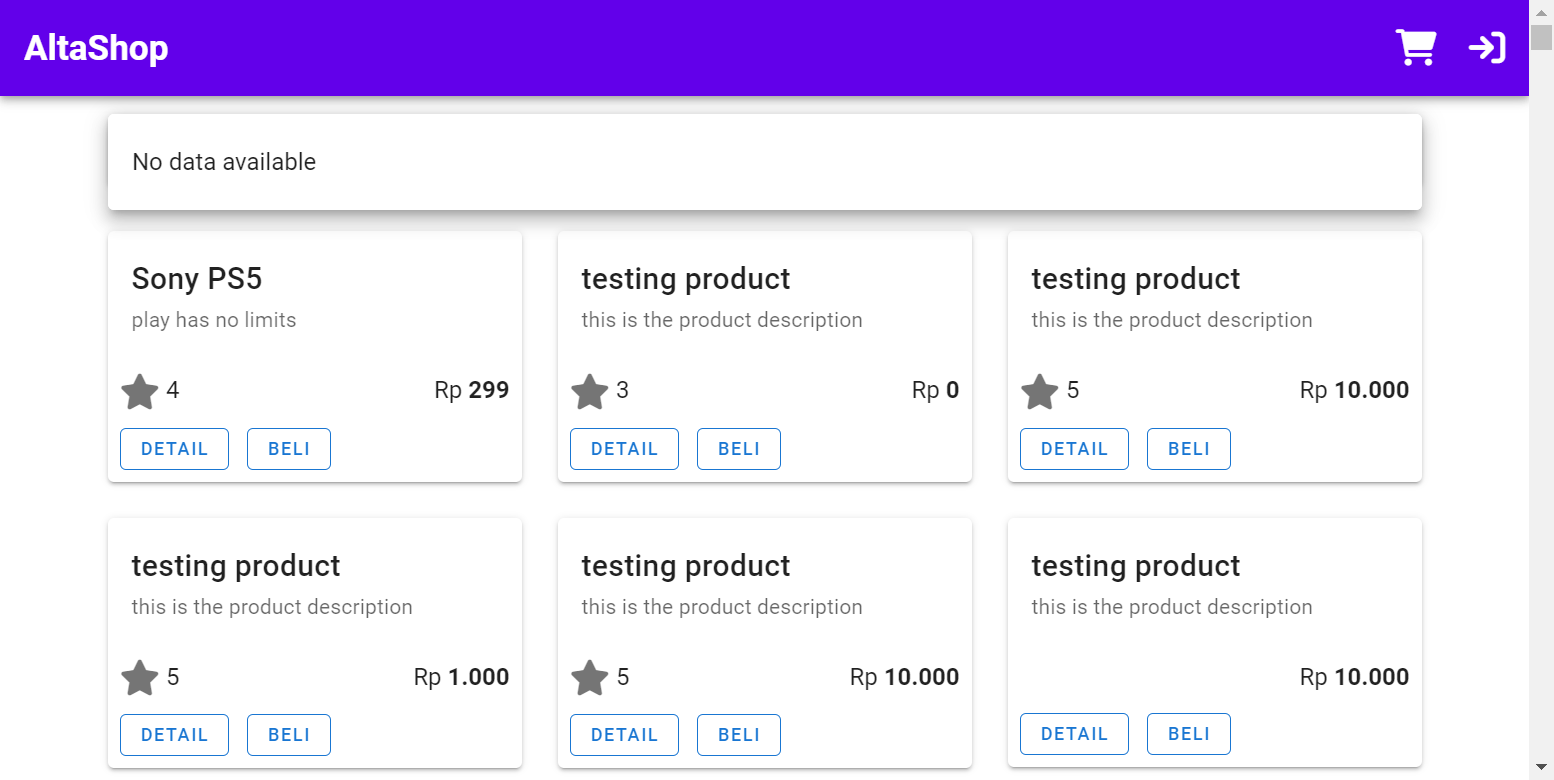 AltaShop
No data available
Sony PS5
play has no limits
4 Rp 299
DETAIL BELI
testing product
this is the product description
3 Rp 0
DETAIL BELI
testing product
this is the product description
5 Rp 10.000
DETAIL BELI
testing product
this is the product description
5 Rp 1.000
DETAIL BELI
testing product
this is the product description
5 Rp 10.000
DETAIL BELI
testing product
this is the product description
Rp 10.000
DETAIL BELI